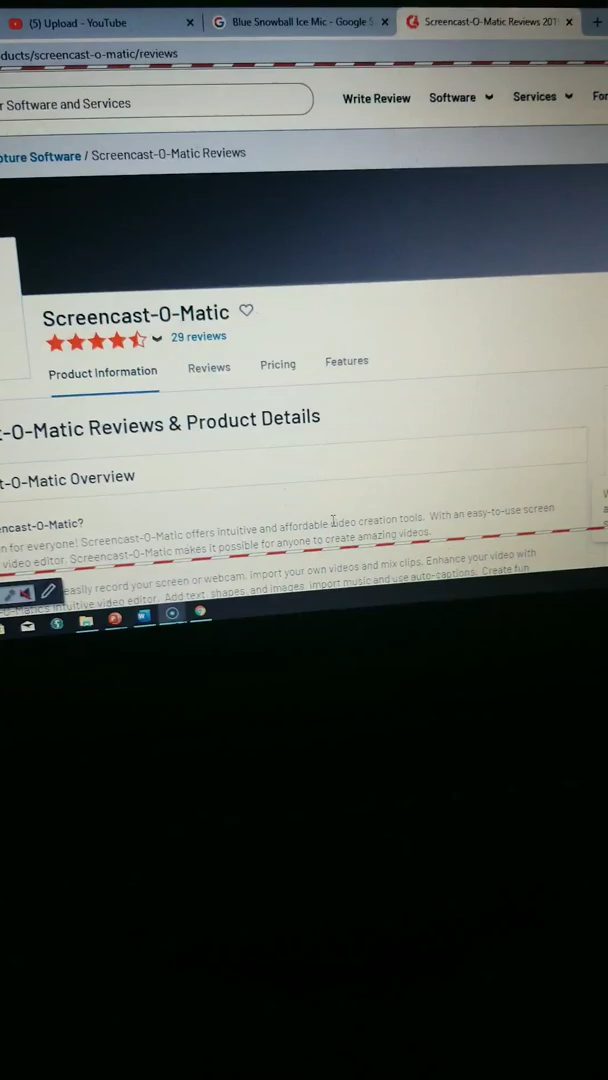 (5) Upload - YouTube
Blue Snowball Ice Mic - Google S
Screencast-O-Matic Reviews 201
ducts/screencast-o-matic/reviews
r Software and Services
Write Review
Software
Services
For
pture Software / Screencast-O-Matic Reviews
Screencast-O-Matic
29 reviews
Product Information
Reviews
Pricing
Features
t-O-Matic Reviews & Product Details
t-O-Matic Overview
encast-O-Matic?
n for everyone! Screencast-O-Matic offers intuitive and affordable video creation tools. With an easy-to-use screen
video editor. Screencast-O-Matic makes it possible for anyone to create amazing videos.
easily record your screen or webcam. Import your own videos and mix clips. Enhance your video with
O-Matics intuitive video editor. Add text, shapes, and images, import music and use auto-captions. Create fun